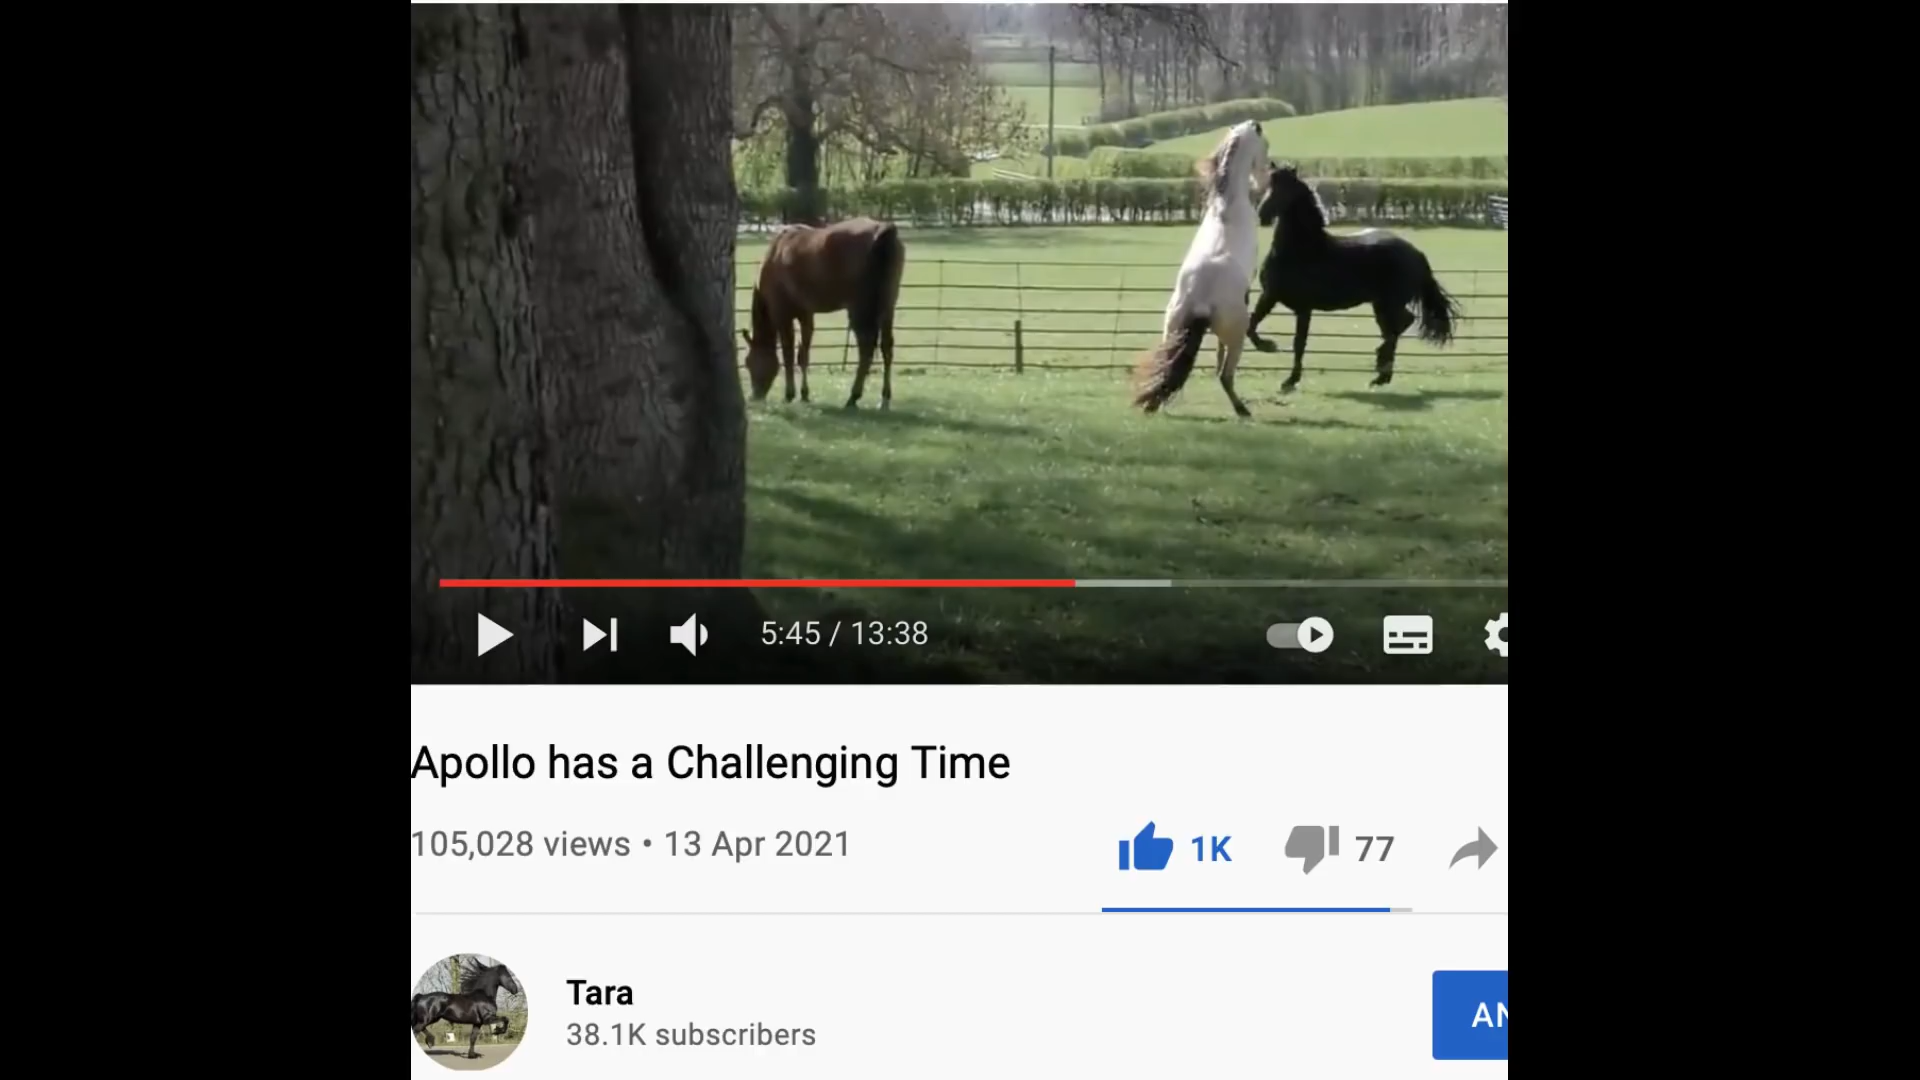 5:45 / 13:38
Apollo has a Challenging Time
105,028 views • 13 Apr 2021
1K
77
Tara
38.1K subscribers
AN